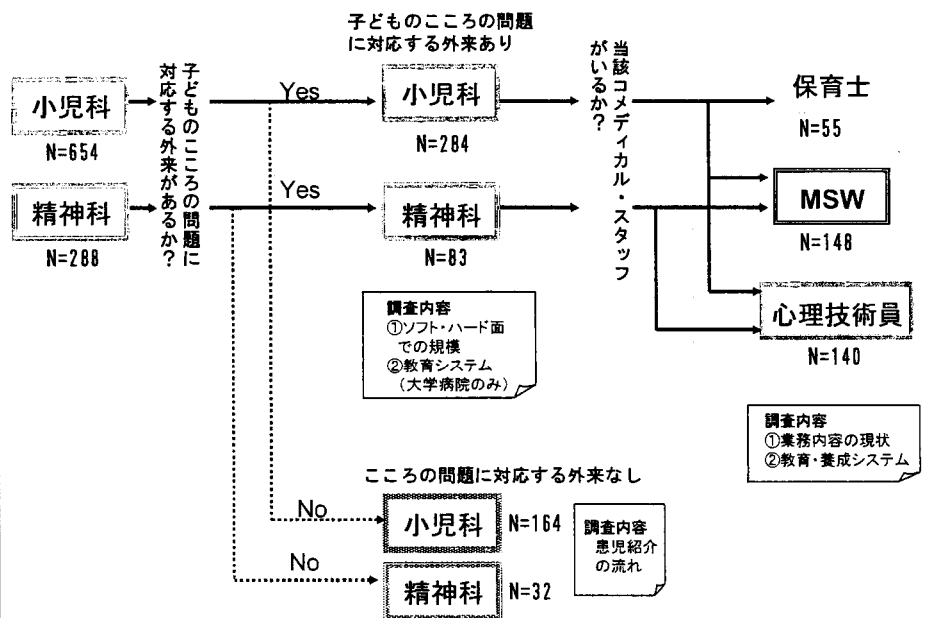 子どものこころの問題
に対応する外来あり
小児科
N=654
精神科
N=288
子どものこころの問題に
対応する外来があるか？
Yes
Yes
小児科
N=284
精神科
N=83
当該コメディカル・スタッフ
がいるか？
保育士
N=55
MSW
N=148
心理技術員
N=140
調査内容
①ソフト・ハード面
での規模
②教育システム
（大学病院のみ）
調査内容
①業務内容の現状
②教育・養成システム
こころの問題に対応する外来なし
No
小児科
N=164
No
精神科
N=32
調査内容
患児紹介
の流れ